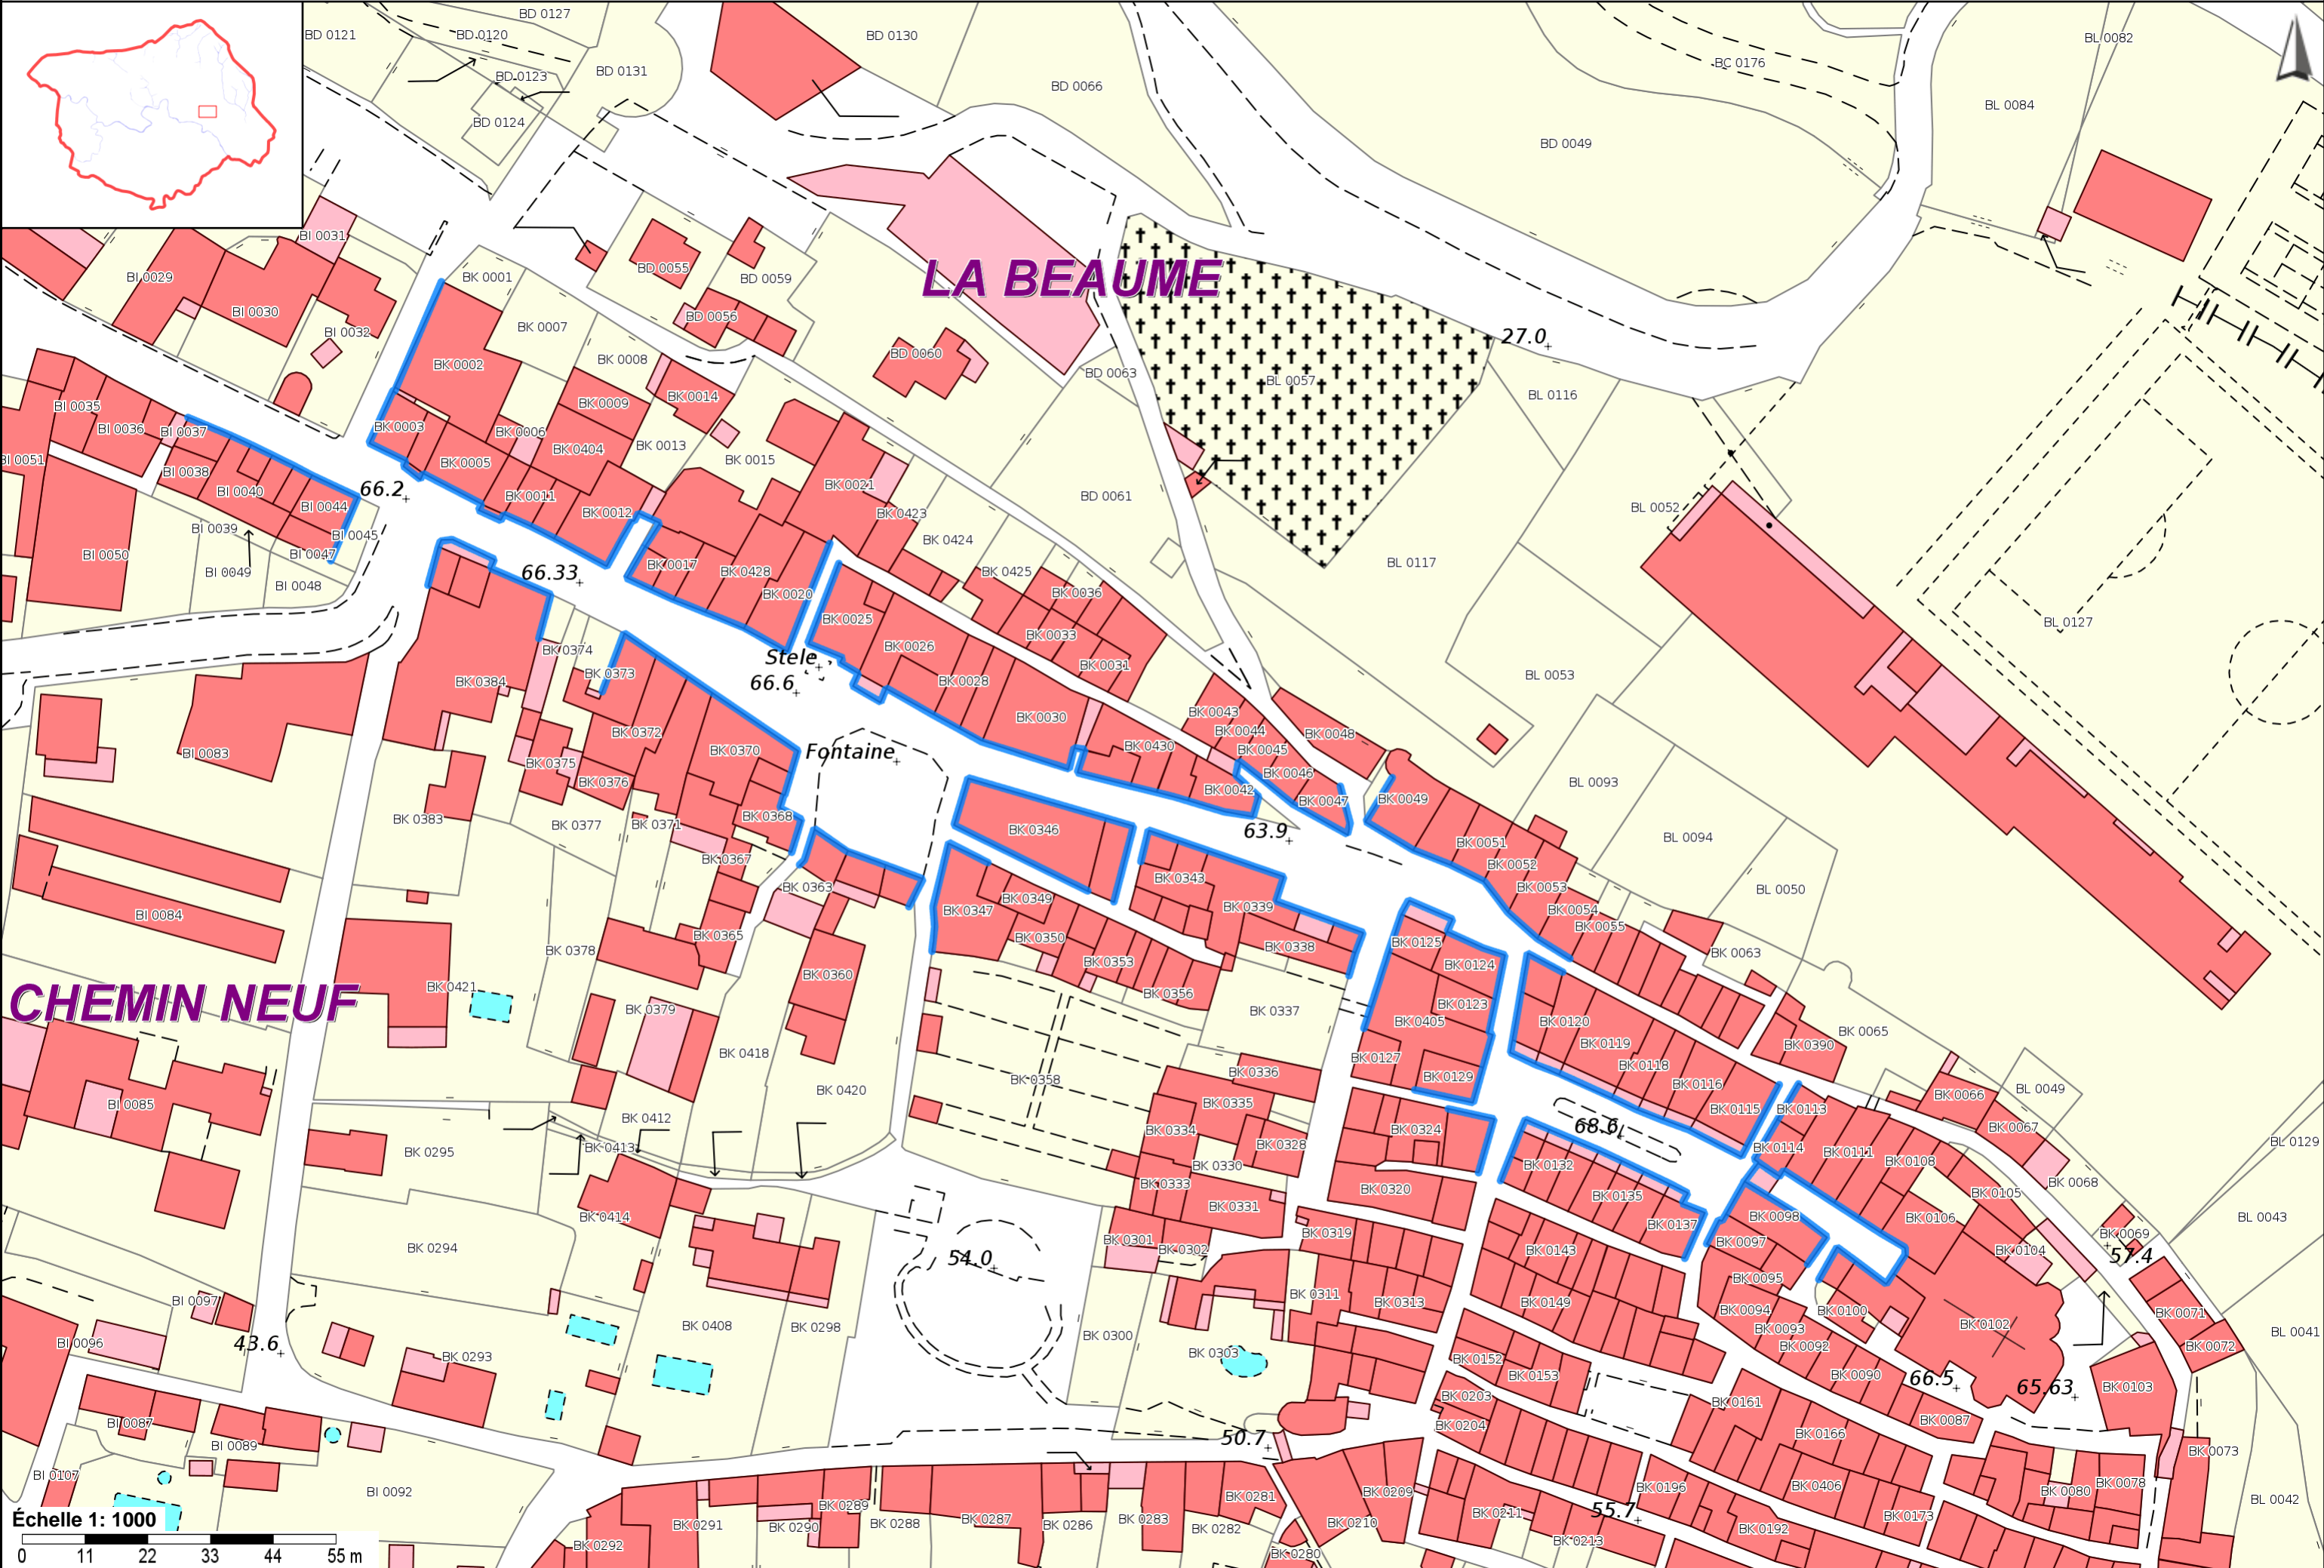 BD 0127
BD 0121
BD 0120
BD 0130
BL 0082
BD 0123
BD 0131
BC 0176
BD 0066
BL 0084
BD 0124
BD 0049
BI 0031
BI 0029
BK 0001
BD 0055
BD 0059
LA BEAUME
BI 0030
BI 0032
BK 0007
BD 0056
27.0
BK 0002
BK 0008
BD 0060
BD 0063
BL 0057
BL 0116
BI 0035
BK 0009
BK 0014
BI 0036
BI 0037
BK 0003
BK 0006
BK 0404
BK 0013
BI 0051
BI 0038
BK 0005
BK 0015
BI 0040
66.2
BK 0011
BK 0021
BD 0061
BI 0044
BK 0012
BK 0423
BL 0052
BI 0039
BI 0045
BK 0424
BI 0050
BI 0047
BL 0117
BI 0049
BI 0048
66.33
BK 0017
BK 0428
BK 0425
BK 0020
BK 0036
BK 0025
BK 0033
BL 0127
BK 0374
BK 0026
Stele
BK 0031
BK 0384
BK 0373
66.6
BK 0028
BL 0053
BK 0043
BK 0030
BK 0372
BK 0044
BK 0048
BI 0083
BK 0370
Fontaine
BK 0430
BK 0045
BK 0375
BK 0376
BK 0046
BL 0093
BK 0042
BK 0047
BK 0049
BK 0383
BK 0377
BK 0371
BK 0368
BK 0346
63.9
BL 0094
BK 0051
BK 0367
BK 0343
BK 0052
BK 0363
BK 0053
BL 0050
BK 0349
BI 0084
BK 0347
BK 0339
BK 0054
BK 0365
BK 0350
BK 0338
BK 0125
BK 0055
BK 0378
BK 0353
BK 0124
BK 0063
BK 0360
BK 0421
BK 0356
CHEMIN NEUF
BK 0379
BK 0337
BK 0123
BK 0405
BK 0120
BK 0065
BK 0418
BK 0127
BK 0119
BK 0390
BK 0358
BK 0336
BK 0129
BK 0118
BK 0116
BL 0049
BK 0420
BK 0066
BI 0085
BK 0335
BK 0115
BK 0113
BK 0412
BK 0334
BK 0324
68.6
BK 0067
BK 0295
BK 0413
BK 0328
BK 0114
BK 0111
BL 0129
BK 0330
BK 0132
BK 0108
BK 0333
BK 0320
BK 0135
BK 0105
BK 0068
BK 0414
BK 0331
BK 0098
BK 0106
BL 0043
BK 0294
BK 0301
BK 0302
BK 0319
BK 0137
BK 0097
BK 0069
54.0
BK 0143
BK 0104
57.4
BK 0095
BI 0097
BK 0311
BK 0313
BK 0149
BK 0094
BK 0100
BK 0071
BK 0408
BK 0298
BK 0300
BK 0093
BK 0102
BI 0096
43.6
BK 0303
BK 0092
BK 0072
BL 0041
BK 0293
BK 0152
BK 0153
BK 0090
66.5
65.63
BK 0103
BK 0203
BK 0161
BI 0087
BK 0204
BK 0087
BI 0089
50.7
BK 0166
BK 0073
BI 0107
BK 0209
BK 0196
BK 0406
BK 0080
BK 0078
BI 0092
BK 0289
BK 0281
BK 0211
55.7
BL 0042
Échelle 1: 1000
BK 0291
BK 0290
BK 0288
BK 0287
BK 0286
BK 0283
BK 0282
BK 0210
BK 0192
BK 0173
BK 0292
BK 0213
BK 0280
0 11 22 33 44 55 m